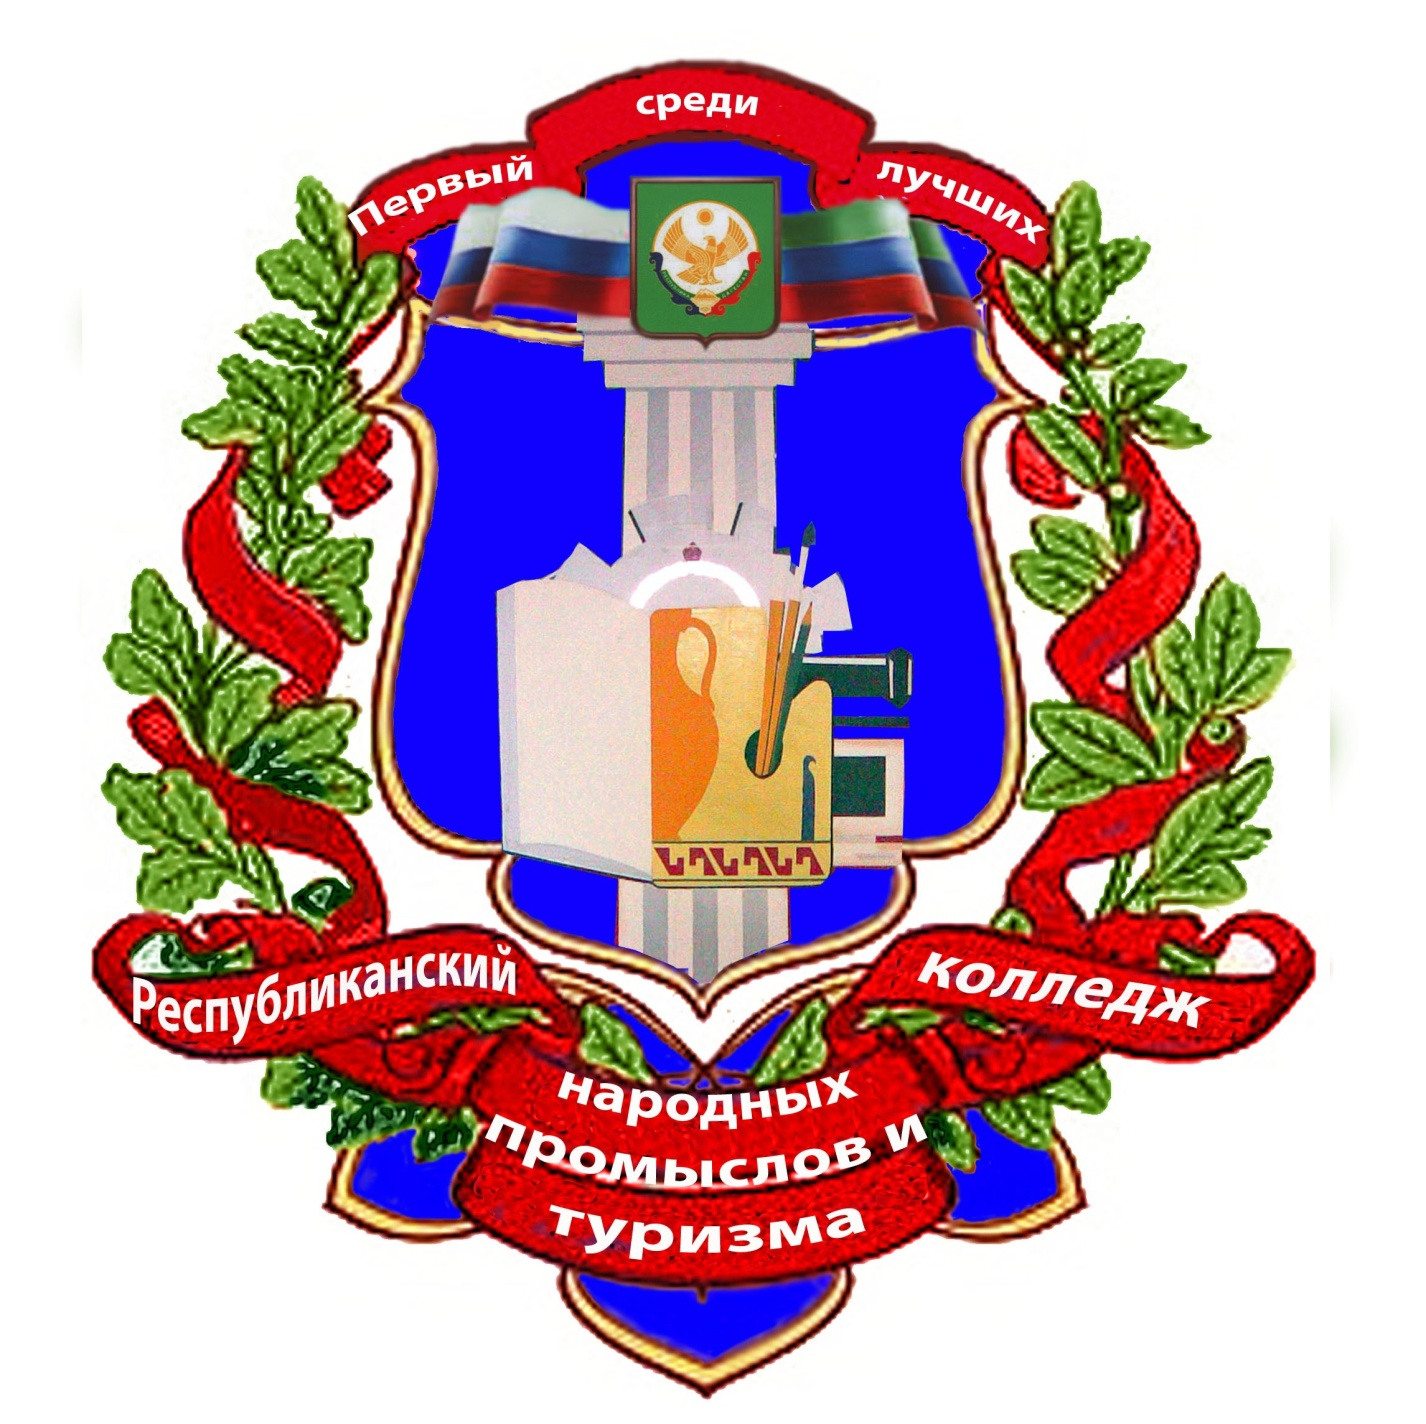 Первый среди лучших
Республиканский колледж
народных
промыслов и
туризма